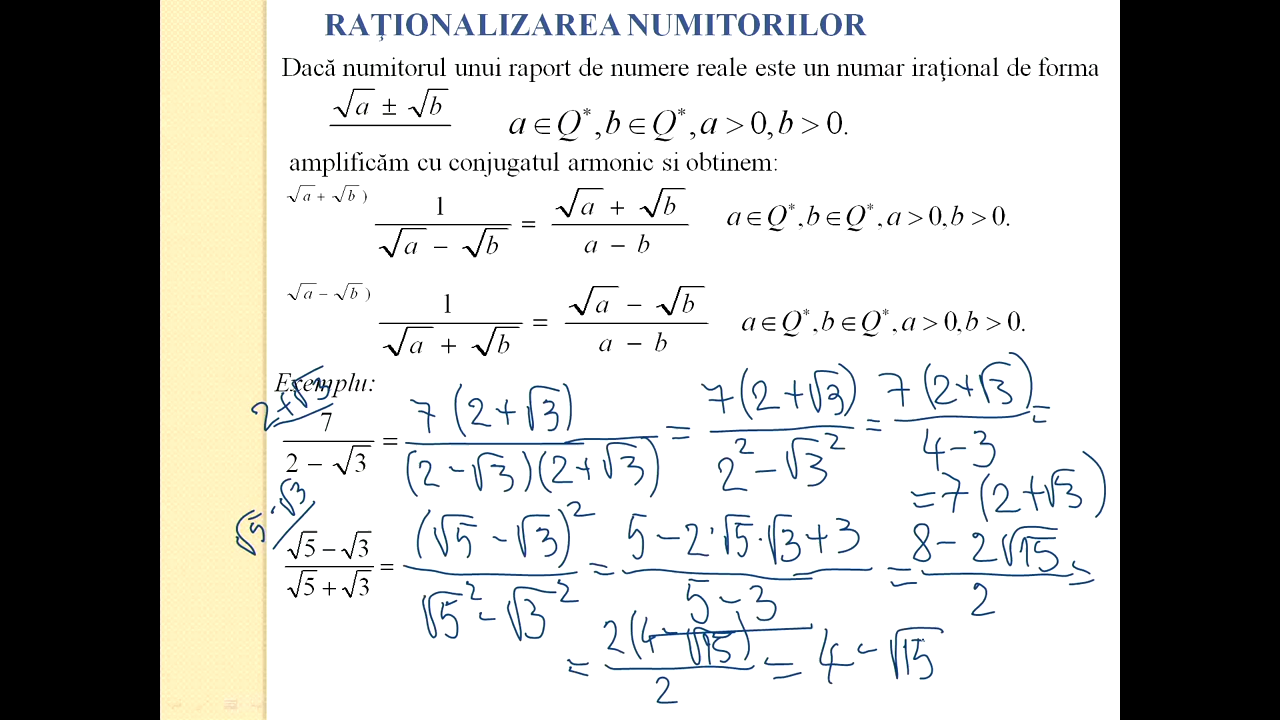 RAŢIONALIZAREA NUMITORILOR
Dacă numitorul unui raport de numere reale este un numar iraţional de forma
√a ± √b   a ∈ Q*, b ∈ Q*, a > 0, b > 0.
amplificăm cu conjugatul armonic si obtinem:
√a + √b ) 1/(√a − √b) = (√a + √b)/(a − b)   a ∈ Q*, b ∈ Q*, a > 0, b > 0.
√a − √b ) 1/(√a + √b) = (√a − √b)/(a − b)   a ∈ Q*, b ∈ Q*, a > 0, b > 0.
Exemplu:
2+√3 ) 7/(2 − √3) = 7(2+√3)/((2−√3)(2+√3)) = 7(2+√3)/(2² − √3²) = 7(2+√3)/(4−3) =
= 7(2+√3)
√5 - √3 ) (√5 − √3)/(√5 + √3) = (√5 − √3)²/(√5² − √3²) = (5 − 2·√5·√3 + 3)/(5 − 3) = (8 − 2√15)/2 =
= 2(4 − √15)/2 = 4 − √15